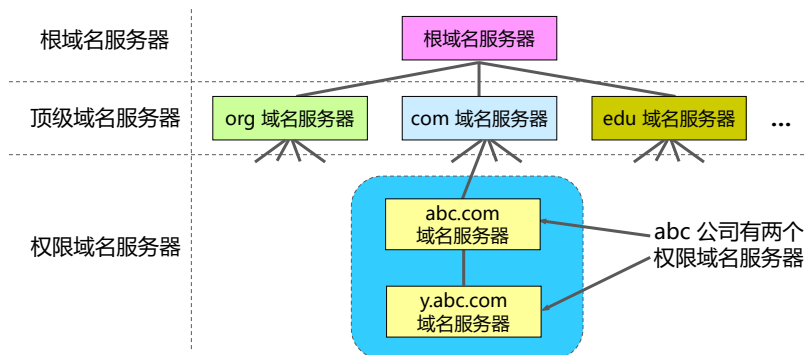 根域名服务器
根域名服务器
顶级域名服务器
org 域名服务器
com 域名服务器
edu 域名服务器
...
权限域名服务器
abc.com
域名服务器
abc 公司有两个
权限域名服务器
y.abc.com
域名服务器